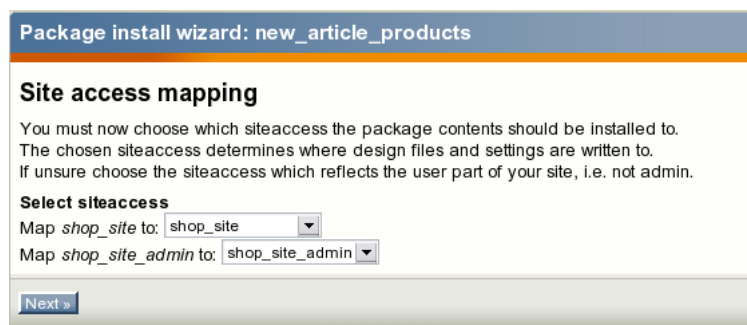 Package install wizard: new_article_products
Site access mapping
You must now choose which siteaccess the package contents should be installed to.
The chosen siteaccess determines where design files and settings are written to.
If unsure choose the siteaccess which reflects the user part of your site, i.e. not admin.
Select siteaccess
Map shop_site to: shop_site
Map shop_site_admin to: shop_site_admin
Next »